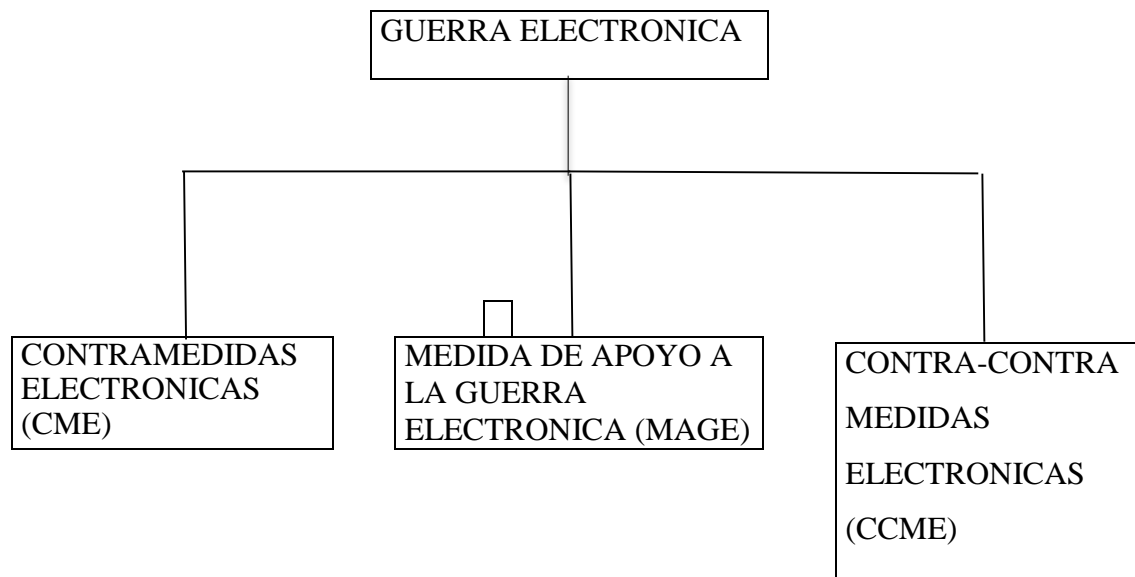 GUERRA ELECTRONICA
CONTRAMEDIDAS
ELECTRONICAS
(CME)
MEDIDA DE APOYO A
LA GUERRA
ELECTRONICA (MAGE)
CONTRA-CONTRA
MEDIDAS
ELECTRONICAS
(CCME)